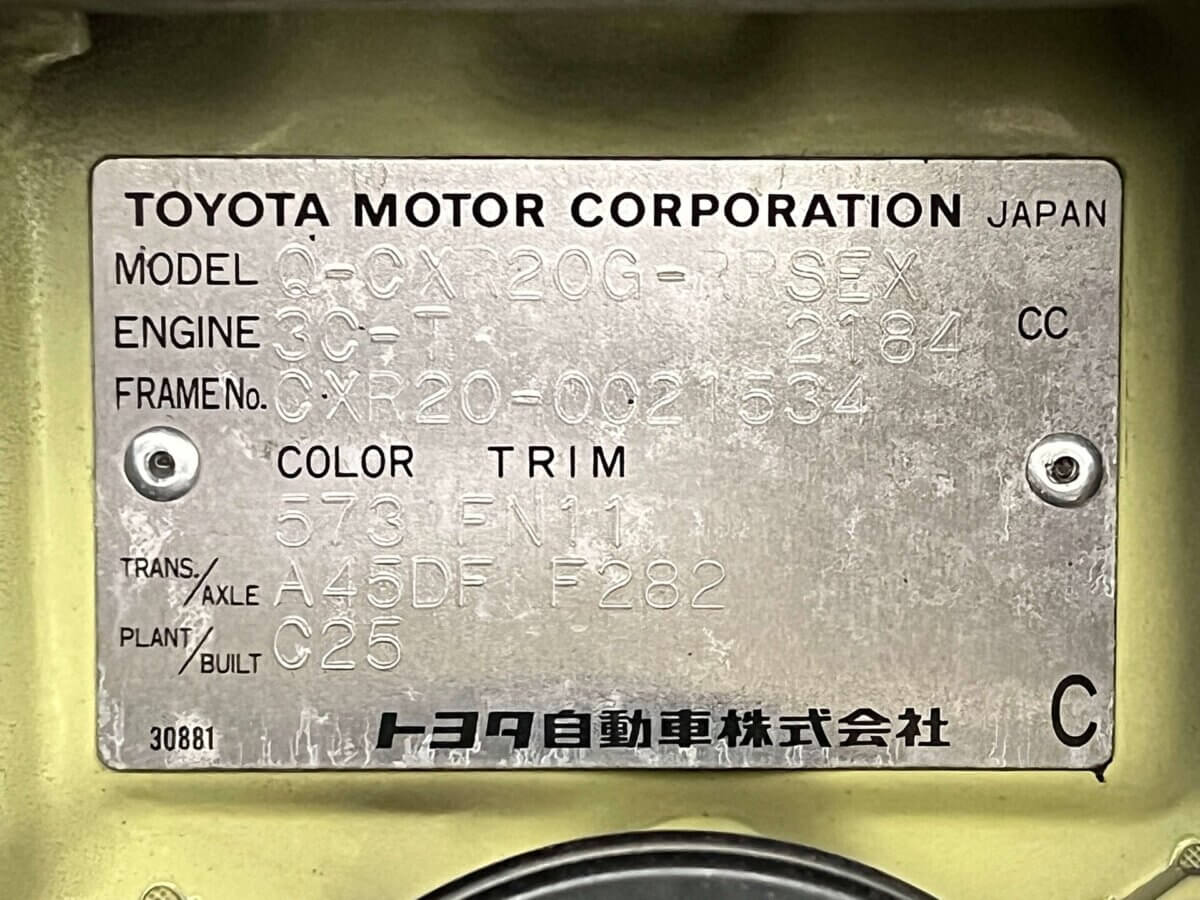 TOYOTA MOTOR CORPORATION JAPAN
MODEL Q-CXR20G-RRSEX
ENGINE 3C-T 2184 CC
FRAME No. CXR20-0021534
COLOR TRIM
573 FN11
TRANS./AXLE A45DF F282
PLANT/BUILT C25
30881 トヨタ自動車株式会社 C